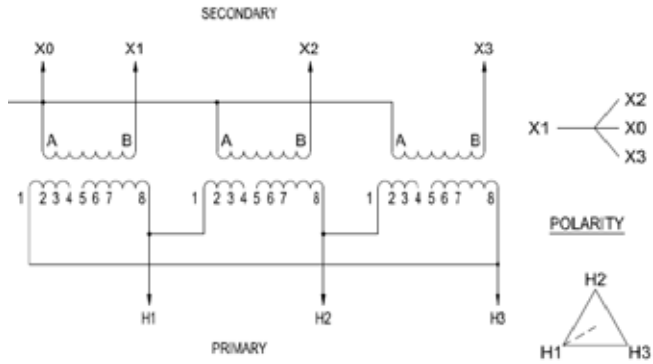 SECONDARY
X0 X1 X2 X3
A B A B A B
X2
X1 X0
X3
1 2 3 4 5 6 7 8 1 2 3 4 5 6 7 8 1 2 3 4 5 6 7 8
POLARITY
H1 H2 H3
PRIMARY
H2
H1 H3